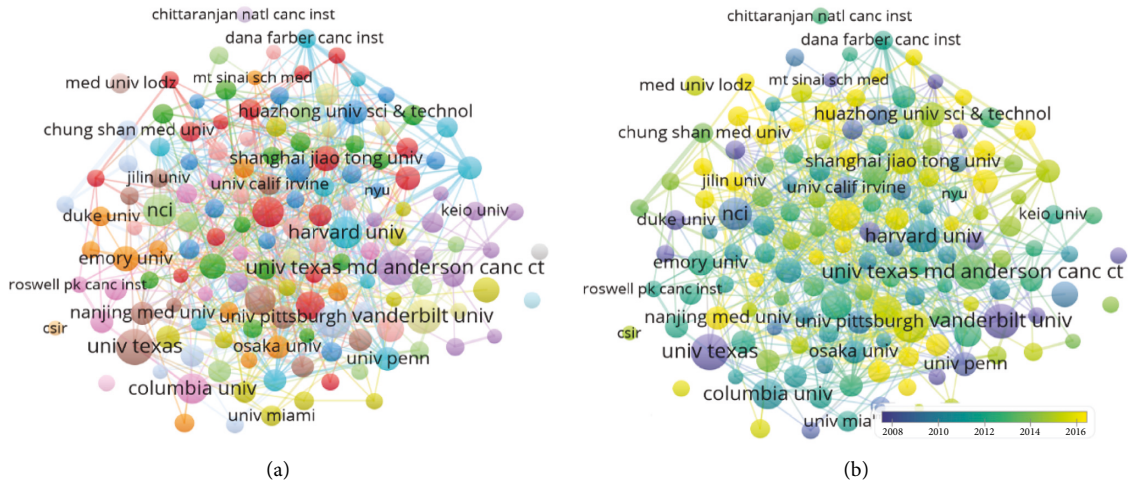 chittaranjan natl canc inst
dana farber canc inst
med univ lodz
mt sinai sch med
huazhong univ sci & technol
chung shan med univ
shanghai jiao tong univ
jilin univ
univ calif irvine
nyu
duke univ
nci
keio univ
harvard univ
emory univ
univ texas md anderson canc ct
roswell pk canc inst
nanjing med univ
univ pittsburgh
vanderbilt univ
csir
univ texas
osaka univ
univ penn
columbia univ
univ miami
(a)
chittaranjan natl canc inst
dana farber canc inst
med univ lodz
mt sinai sch med
huazhong univ sci & technol
chung shan med univ
shanghai jiao tong univ
jilin univ
univ calif irvine
nyu
duke univ
nci
keio univ
harvard univ
emory univ
univ texas md anderson canc ct
roswell pk canc inst
nanjing med univ
univ pittsburgh
vanderbilt univ
csir
univ texas
osaka univ
univ penn
columbia univ
univ mia
2008 2010 2012 2014 2016
(b)